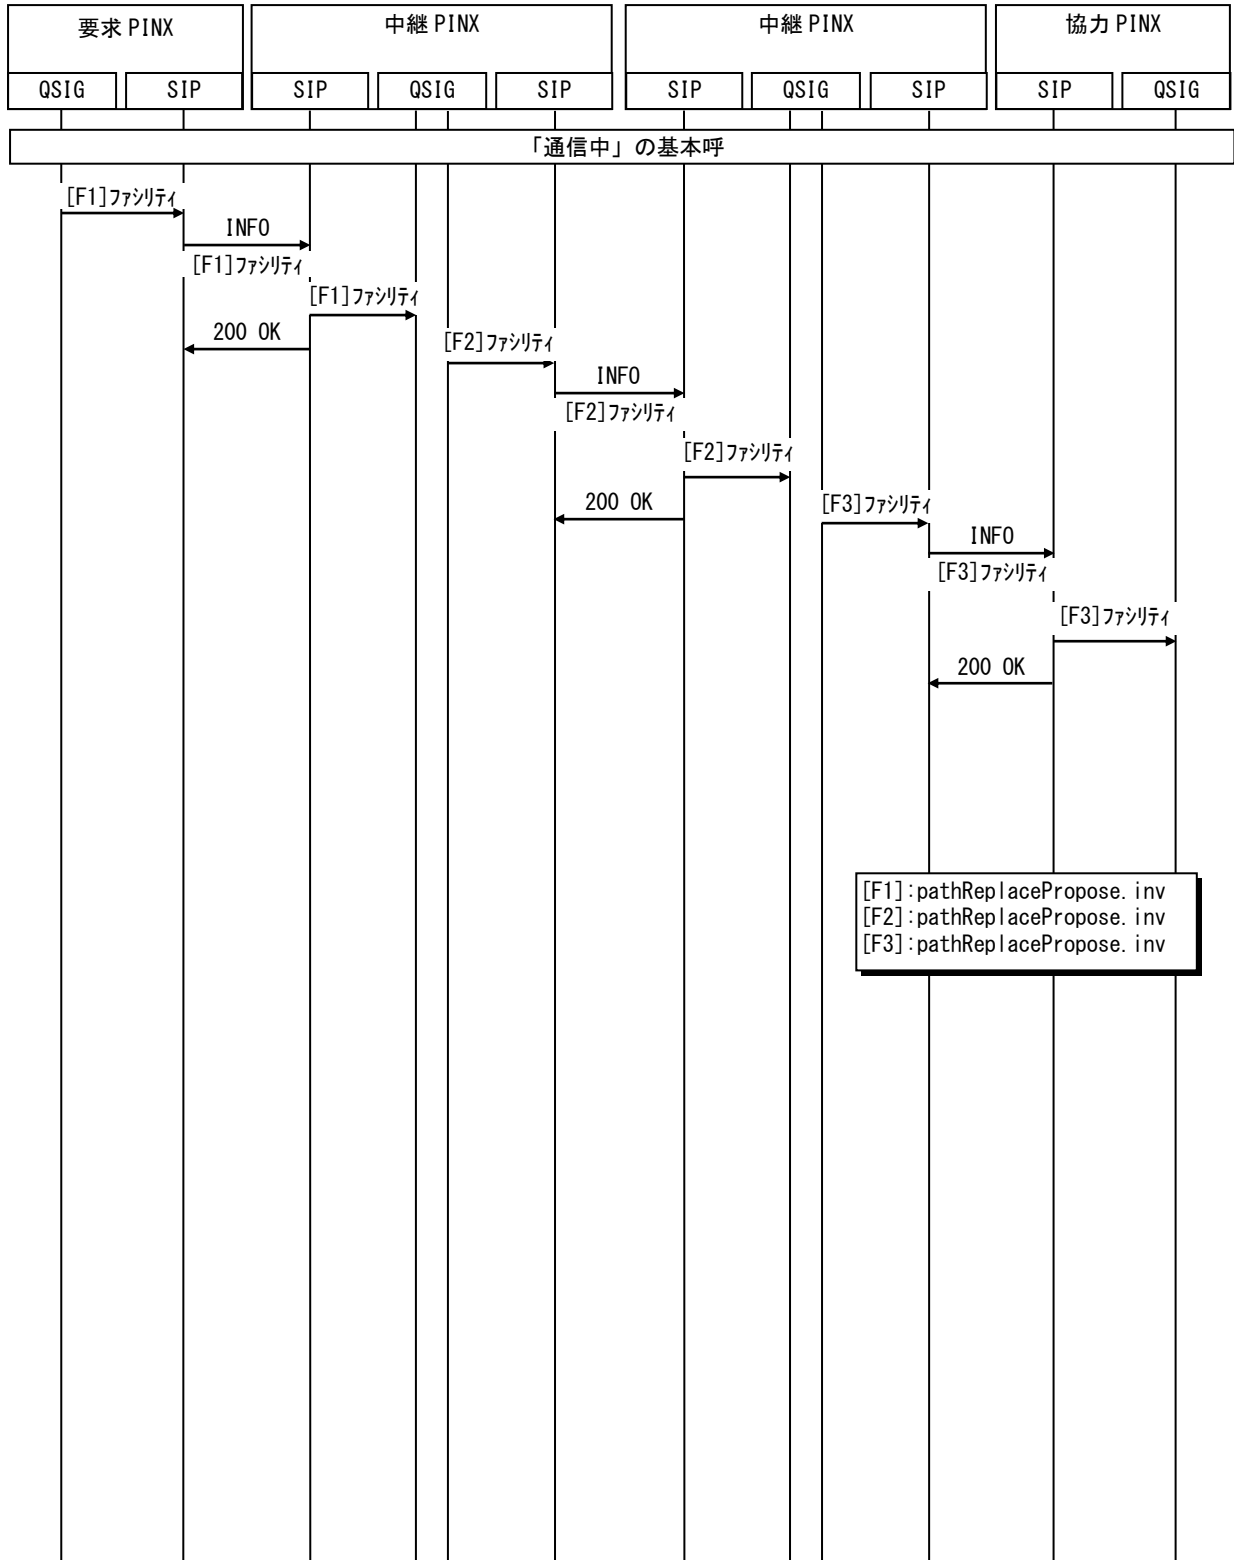 要求 PINX
中継 PINX
中継 PINX
協力 PINX
QSIG
SIP
SIP
QSIG
SIP
SIP
QSIG
SIP
SIP
QSIG
「通信中」の基本呼
[F1]ﾌｧｼﾘﾃｨ
INFO
[F1]ﾌｧｼﾘﾃｨ
[F1]ﾌｧｼﾘﾃｨ
200 OK
[F2]ﾌｧｼﾘﾃｨ
INFO
[F2]ﾌｧｼﾘﾃｨ
[F2]ﾌｧｼﾘﾃｨ
200 OK
[F3]ﾌｧｼﾘﾃｨ
INFO
[F3]ﾌｧｼﾘﾃｨ
[F3]ﾌｧｼﾘﾃｨ
200 OK
[F1]:pathReplacePropose.inv
[F2]:pathReplacePropose.inv
[F3]:pathReplacePropose.inv